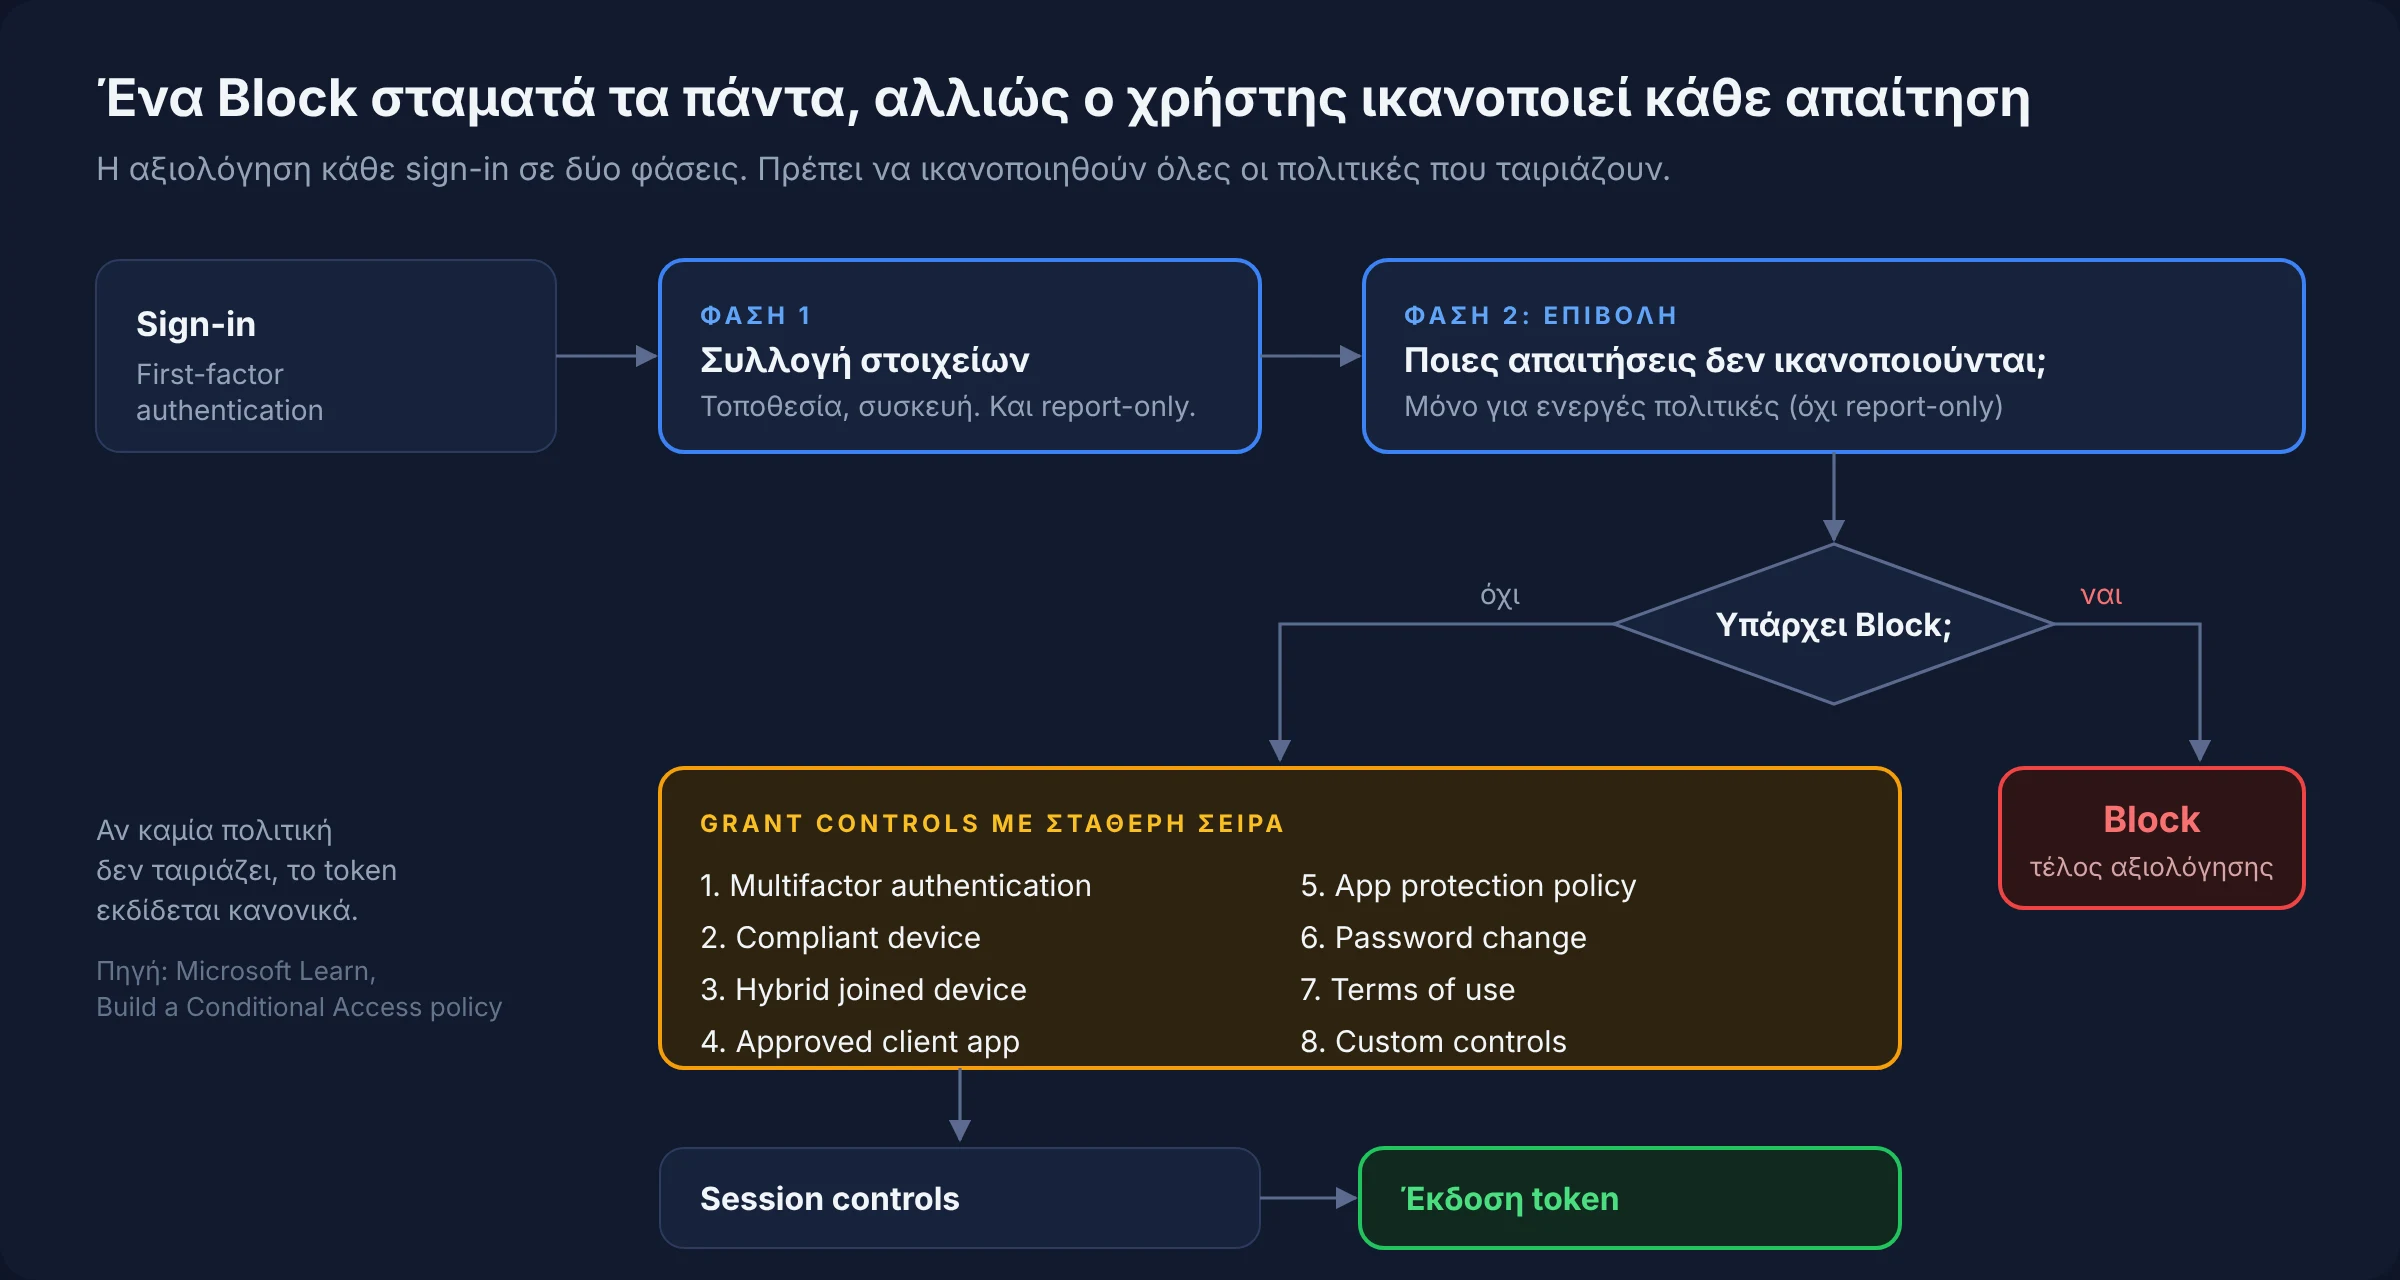 Ένα Block σταματά τα πάντα, αλλιώς ο χρήστης ικανοποιεί κάθε απαίτηση
Η αξιολόγηση κάθε sign-in σε δύο φάσεις. Πρέπει να ικανοποιηθούν όλες οι πολιτικές που ταιριάζουν.
Sign-in
First-factor
authentication
ΦΑΣΗ 1
Συλλογή στοιχείων
Τοποθεσία, συσκευή. Και report-only.
ΦΑΣΗ 2: ΕΠΙΒΟΛΗ
Ποιες απαιτήσεις δεν ικανοποιούνται;
Μόνο για ενεργές πολιτικές (όχι report-only)
όχι
Υπάρχει Block;
ναι
GRANT CONTROLS ΜΕ ΣΤΑΘΕΡΗ ΣΕΙΡΑ
1. Multifactor authentication
2. Compliant device
3. Hybrid joined device
4. Approved client app
5. App protection policy
6. Password change
7. Terms of use
8. Custom controls
Block
τέλος αξιολόγησης
Αν καμία πολιτική
δεν ταιριάζει, το token
εκδίδεται κανονικά.
Πηγή: Microsoft Learn,
Build a Conditional Access policy
Session controls
Έκδοση token